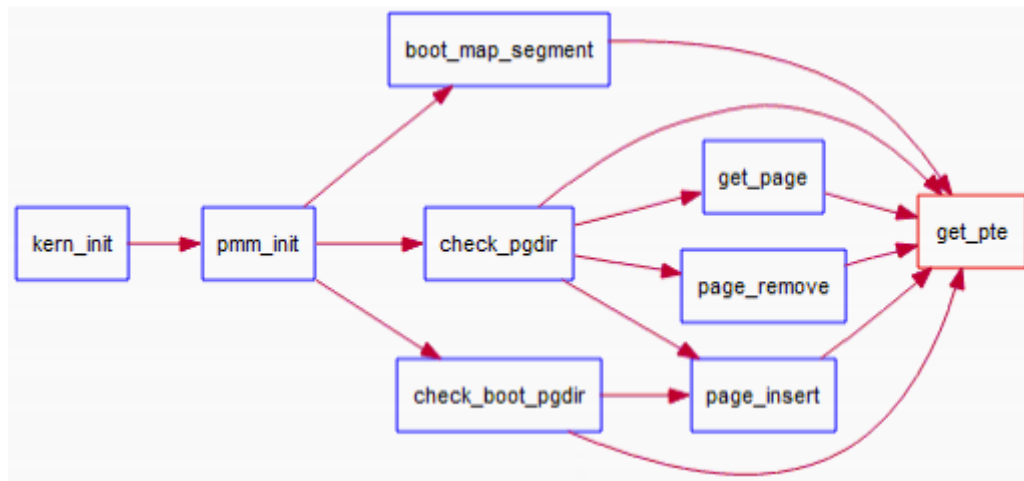 boot_map_segment
get_page
kern_init
pmm_init
check_pgdir
get_pte
page_remove
check_boot_pgdir
page_insert